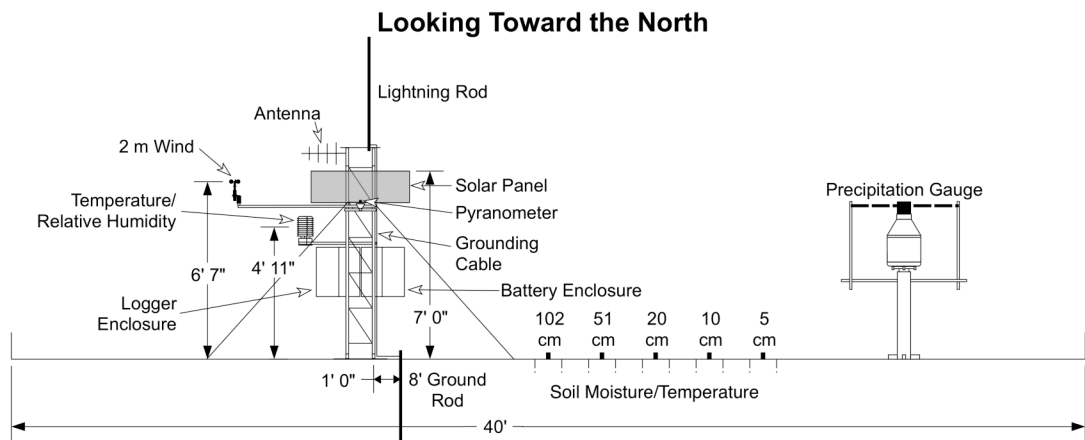 Looking Toward the North
Lightning Rod
Antenna
2 m Wind
Temperature/
Relative Humidity
Solar Panel
Pyranometer
Grounding
Cable
Precipitation Gauge
6' 7"
4' 11"
Logger
Enclosure
Battery Enclosure
7' 0"
102
cm
51
cm
20
cm
10
cm
5
cm
1' 0"
8' Ground
Rod
Soil Moisture/Temperature
40'